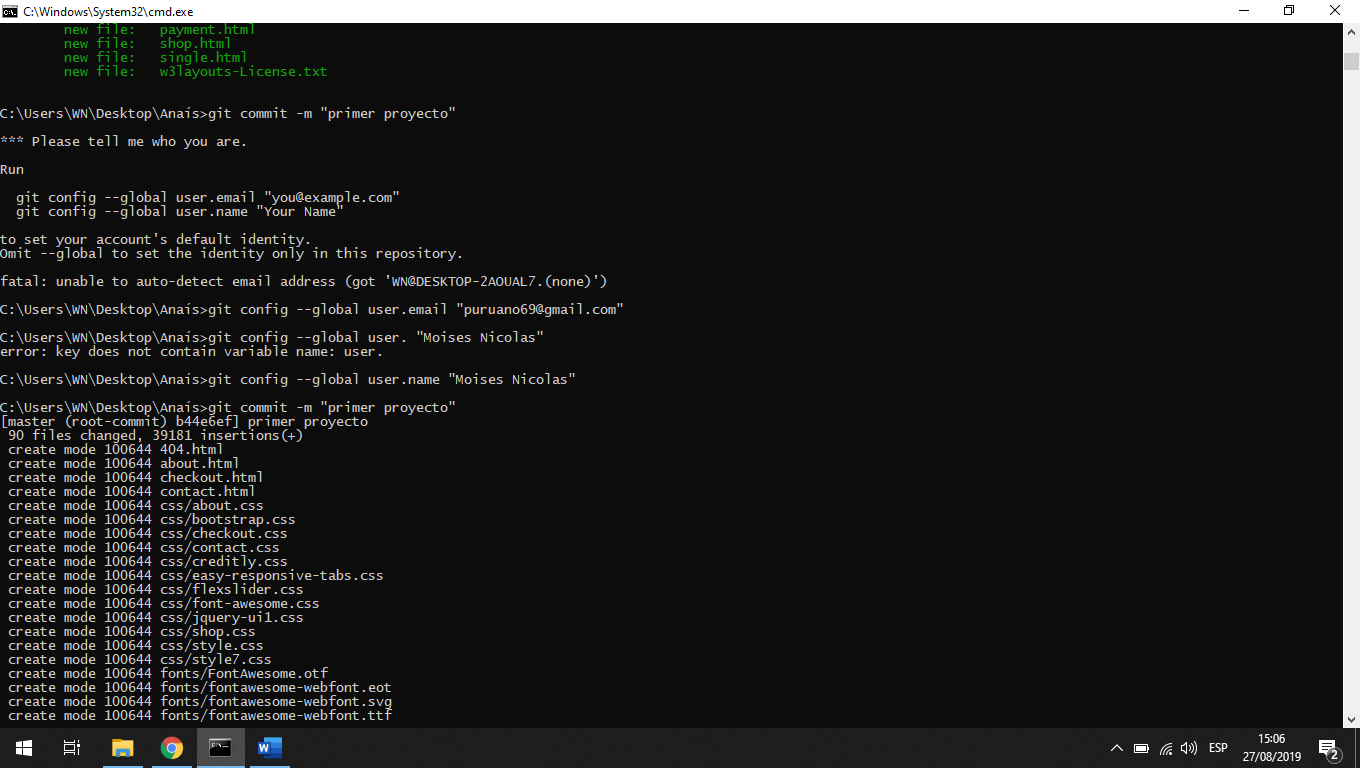 C:\Windows\System32\cmd.exe
new file:   payment.html
new file:   shop.html
new file:   single.html
new file:   w3layouts-License.txt
C:\Users\WN\Desktop\Anaís>git commit -m "primer proyecto"
*** Please tell me who you are.
Run
git config --global user.email "you@example.com"
git config --global user.name "Your Name"
to set your account's default identity.
Omit --global to set the identity only in this repository.
fatal: unable to auto-detect email address (got 'WN@DESKTOP-2AOUAL7.(none)')
C:\Users\WN\Desktop\Anaís>git config --global user.email "puruano69@gmail.com"
C:\Users\WN\Desktop\Anaís>git config --global user. "Moises Nicolas"
error: key does not contain variable name: user.
C:\Users\WN\Desktop\Anaís>git config --global user.name "Moises Nicolas"
C:\Users\WN\Desktop\Anaís>git commit -m "primer proyecto"
[master (root-commit) b44e6ef] primer proyecto
90 files changed, 39181 insertions(+)
create mode 100644 404.html
create mode 100644 about.html
create mode 100644 checkout.html
create mode 100644 contact.html
create mode 100644 css/about.css
create mode 100644 css/bootstrap.css
create mode 100644 css/checkout.css
create mode 100644 css/contact.css
create mode 100644 css/creditly.css
create mode 100644 css/easy-responsive-tabs.css
create mode 100644 css/flexslider.css
create mode 100644 css/font-awesome.css
create mode 100644 css/jquery-ui1.css
create mode 100644 css/shop.css
create mode 100644 css/style.css
create mode 100644 css/style7.css
create mode 100644 fonts/FontAwesome.otf
create mode 100644 fonts/fontawesome-webfont.eot
create mode 100644 fonts/fontawesome-webfont.svg
create mode 100644 fonts/fontawesome-webfont.ttf
ESP
15:06
27/08/2019
2